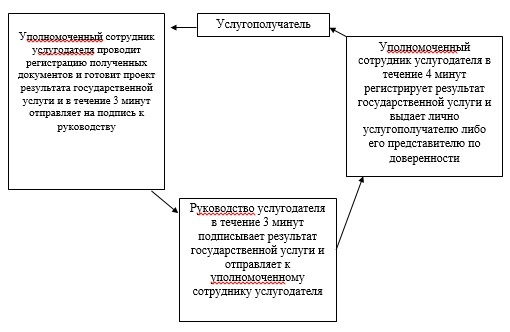 Услугополучатель
Уполномоченный сотрудник
услугодателя проводит
регистрацию полученных
документов и готовит проект
результата государственной
услуги и в течение 3 минут
отправляет на подпись к
руководству
Руководство услугодателя
в течение 3 минут
подписывает результат
государственной услуги и
отправляет к
уполномоченному
сотруднику услугодателя
Уполномоченный
сотрудник услугодателя в
течение 4 минут
регистрирует результат
государственной услуги и
выдает лично
услугополучателю либо
его представителю по
доверенности